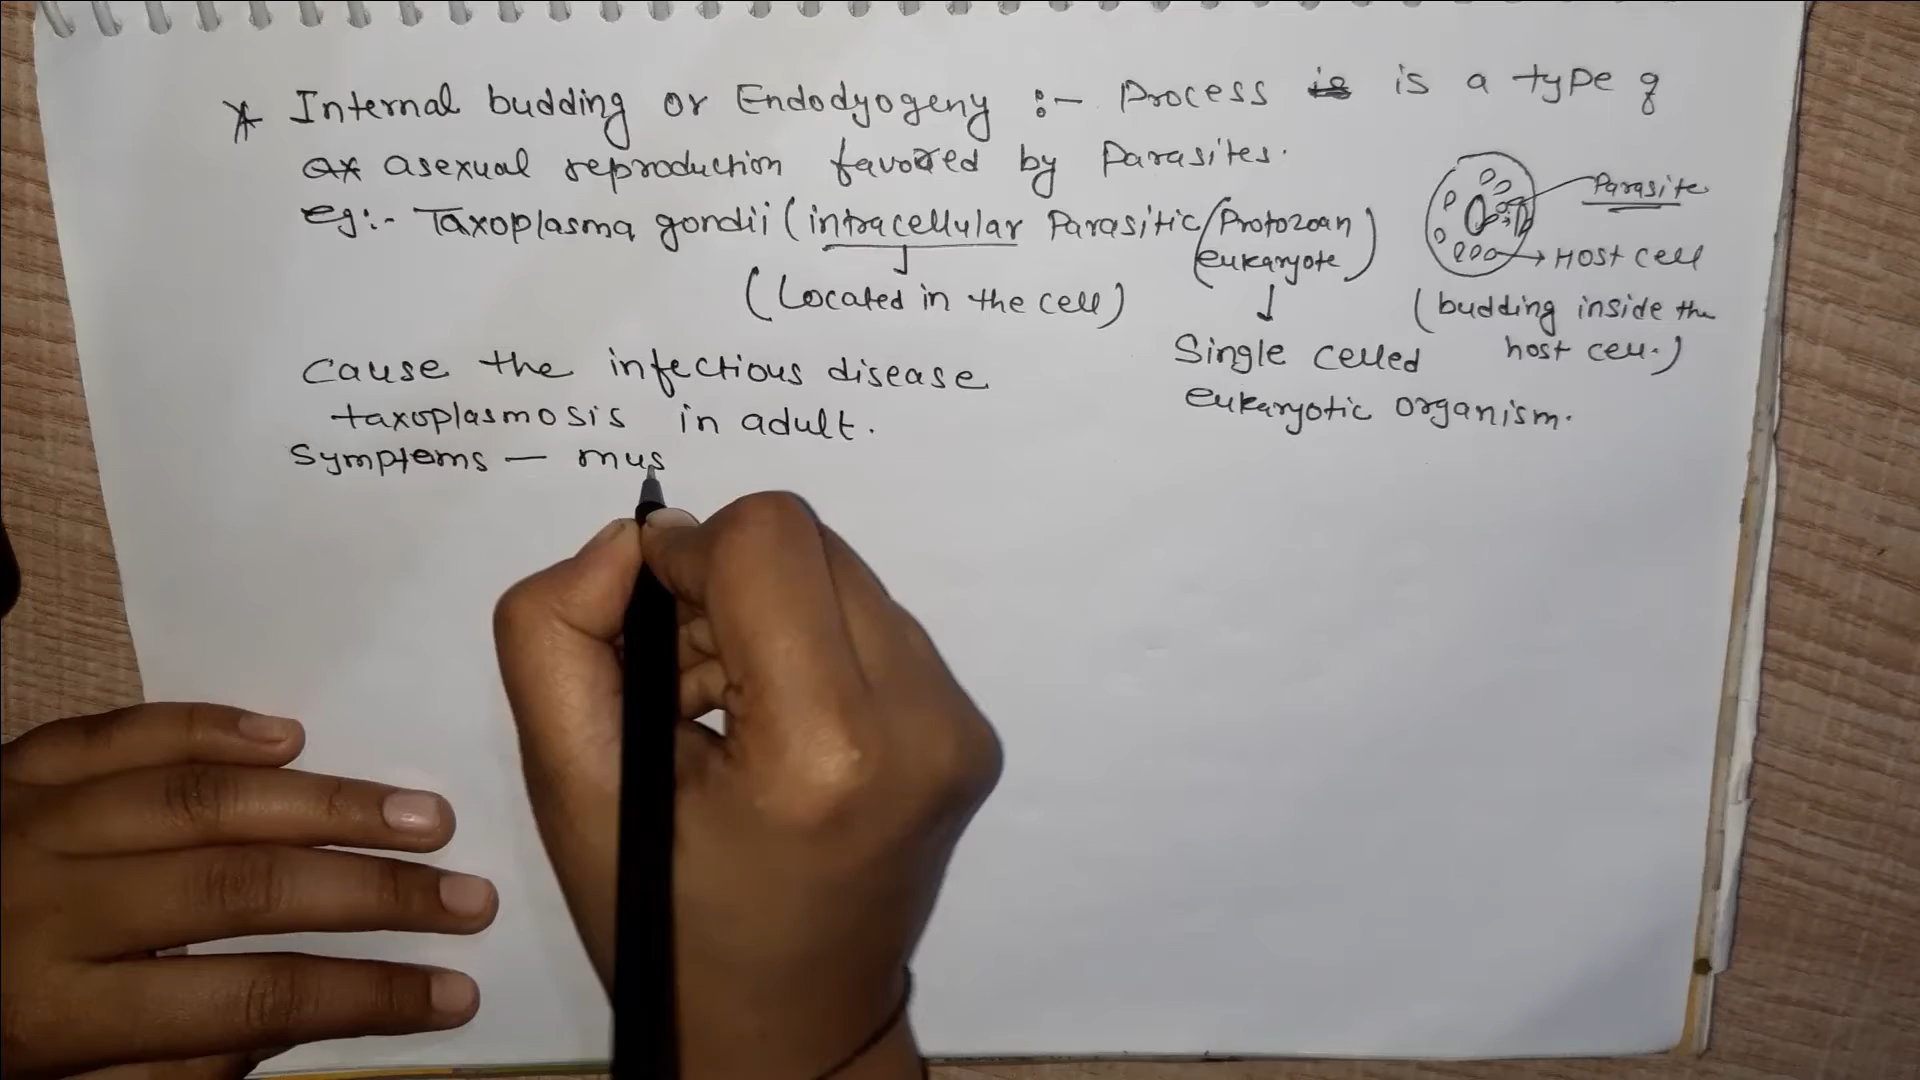 * Internal budding or Endodyogeny :- Process is is a type of
asexual reproduction favored by Parasites.
eg:- Taxoplasma gondii (intracellular Parasitic/Protozoan
eukaryote)
(Located in the cell)
Single celled
eukaryotic organism.
Parasite
Host cell
(budding inside the
host cell.)
Cause the infectious disease
taxoplasmosis in adult.
Symptoms — mus